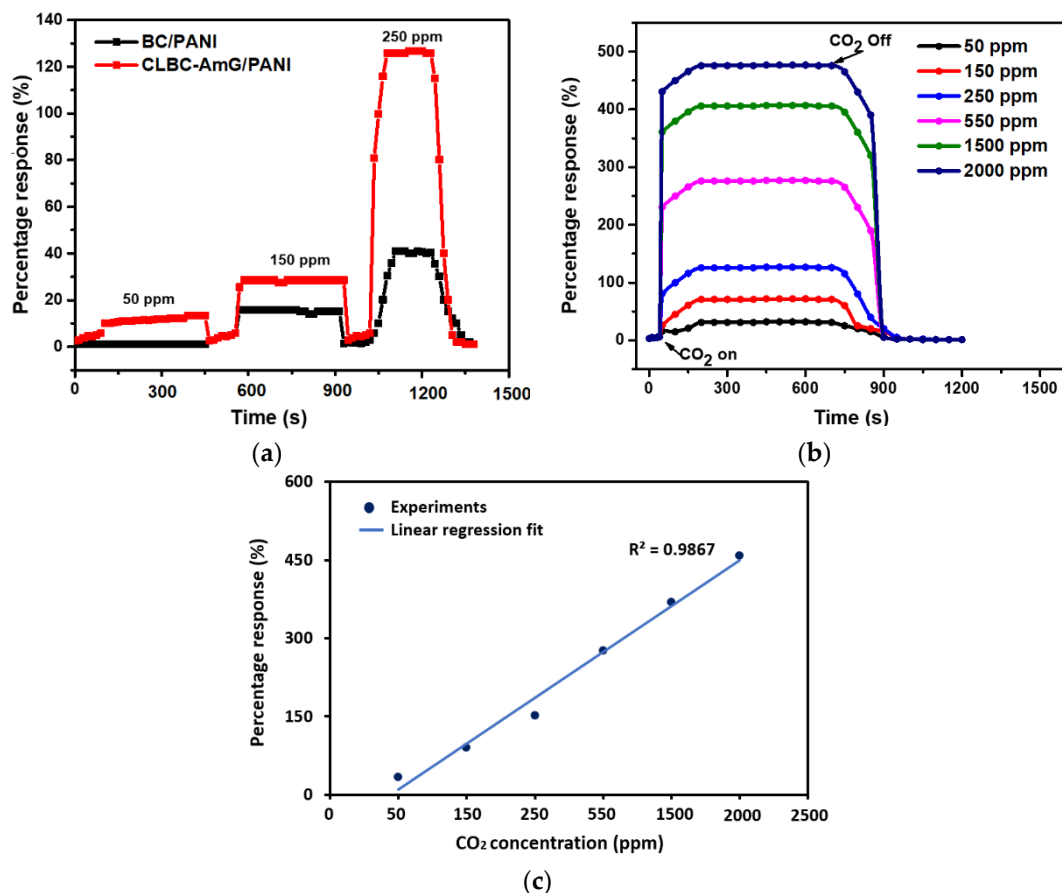 BC/PANI
CLBC-AmG/PANI
50 ppm
150 ppm
250 ppm
Percentage response (%)
140
120
100
80
60
40
20
0
0 300 600 900 1200 1500
Time (s)
(a)
CO2 Off
CO2 on
50 ppm
150 ppm
250 ppm
550 ppm
1500 ppm
2000 ppm
Percentage response (%)
500
400
300
200
100
0
0 300 600 900 1200
Time (s)
(b)
Experiments
Linear regression fit
R² = 0.9867
Percentage response (%)
600
450
300
150
0
0 50 150 250 550 1500 2000 2500
CO2 concentration (ppm)
(c)